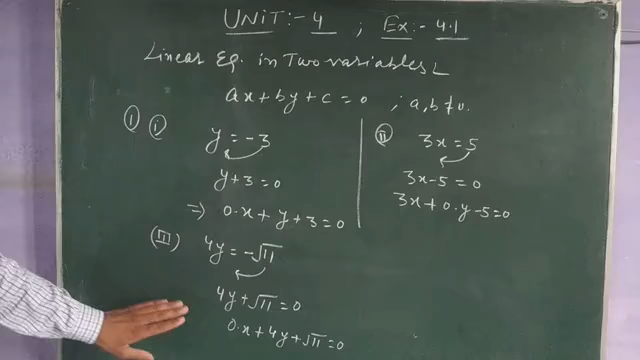 UNIT:- 4 ; Ex:- 4.1
Linear Eq. in Two variables
ax+by+c=0 ; a,b≠0.
① (i) y = -3
y+3=0
⇒ 0.x + y + 3 = 0
(II) 3x = 5
3x-5 = 0
3x + 0.y - 5 = 0
(III) 4y = -√11
4y + √11 = 0
0.x + 4y + √11 = 0